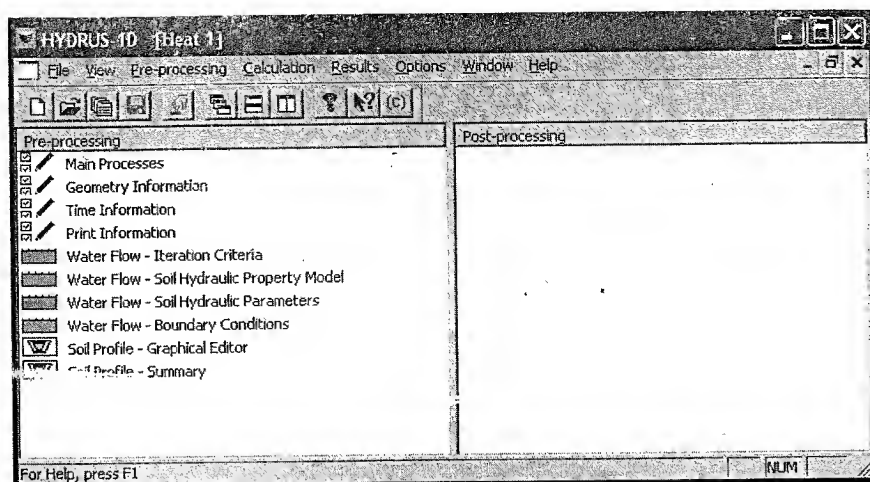 HYDRUS-1D - [Heat 1]
File View Pre-processing Calculation Results Options Window Help
? ? (C)
Pre-processing
Post-processing
Main Processes
Geometry Information
Time Information
Print Information
Water Flow - Iteration Criteria
Water Flow - Soil Hydraulic Property Model
Water Flow - Soil Hydraulic Parameters
Water Flow - Boundary Conditions
Soil Profile - Graphical Editor
Soil Profile - Summary
For Help, press F1
NUM